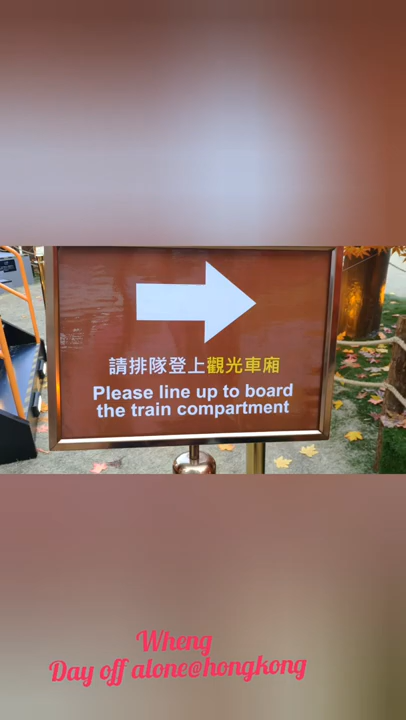 請排隊登上觀光車廂
Please line up to board
the train compartment
Wheng
Day off alone@hongkong